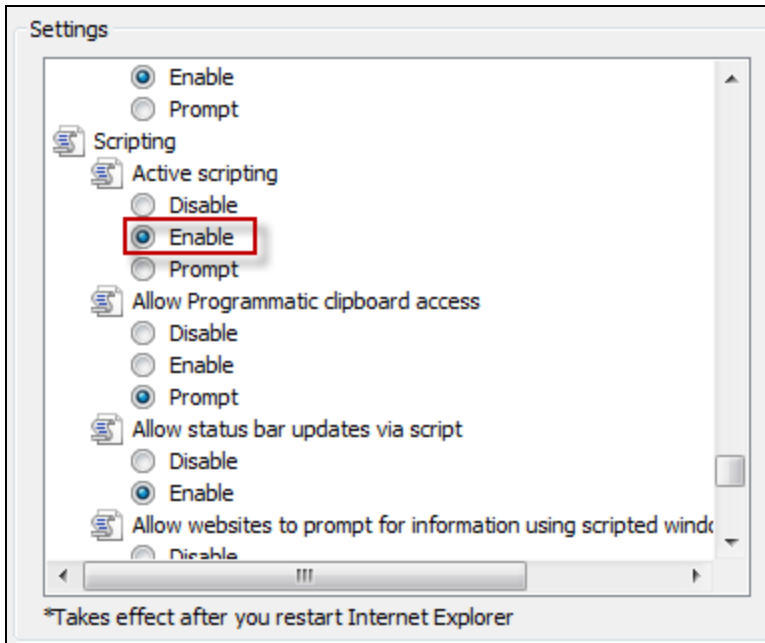 Settings
Enable
Prompt
Scripting
Active scripting
Disable
Enable
Prompt
Allow Programmatic clipboard access
Disable
Enable
Prompt
Allow status bar updates via script
Disable
Enable
Allow websites to prompt for information using scripted windo
Disable
*Takes effect after you restart Internet Explorer